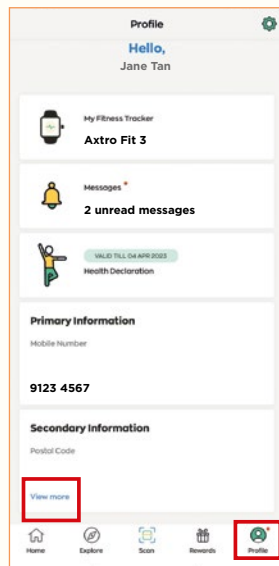 Profile
Hello,
Jane Tan
My Fitness Tracker
Axtro Fit 3
Messages
2 unread messages
VALID TILL 04 APR 2023
Health Declaration
Primary Information
Mobile Number
9123 4567
Secondary Information
Postal Code
View more
Home Explore Scan Rewards Profile